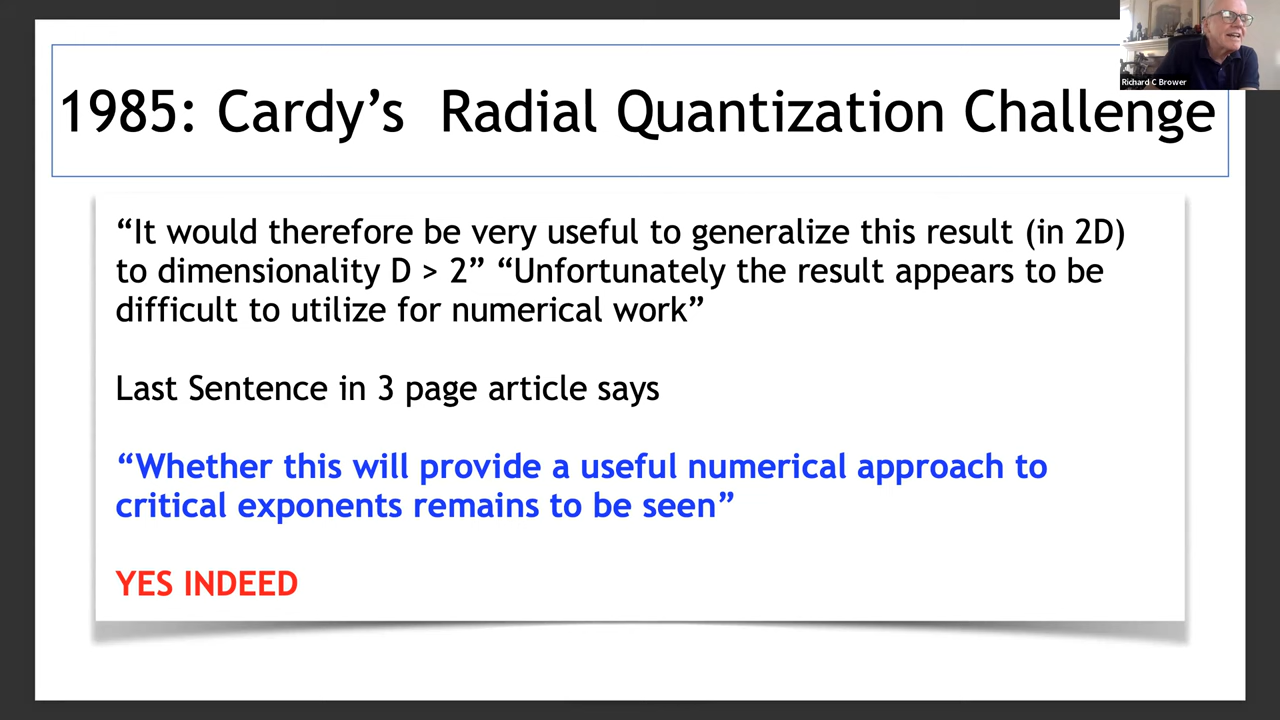 Richard C Brower
1985: Cardy’s Radial Quantization Challenge
“It would therefore be very useful to generalize this result (in 2D)
to dimensionality D > 2” “Unfortunately the result appears to be
difficult to utilize for numerical work”
Last Sentence in 3 page article says
“Whether this will provide a useful numerical approach to
critical exponents remains to be seen”
YES INDEED